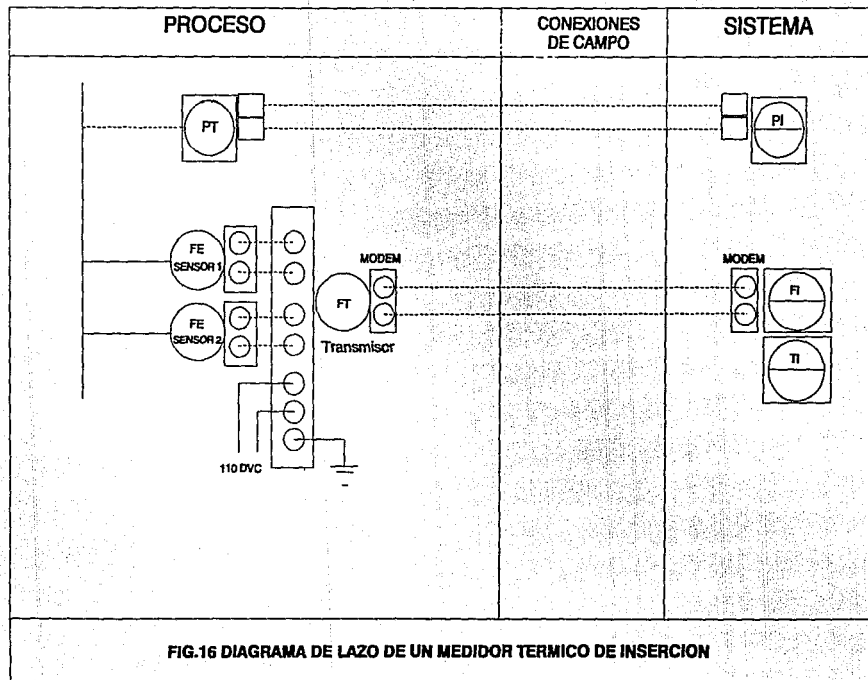 PROCESO
CONEXIONES
DE CAMPO
SISTEMA
PT
PI
FE
SENSOR 1
MODEM
FT
Transmiscr
MODEM
FI
FE
SENSOR 2
TI
110 DVC
FIG.16 DIAGRAMA DE LAZO DE UN MEDIDOR TERMICO DE INSERCION